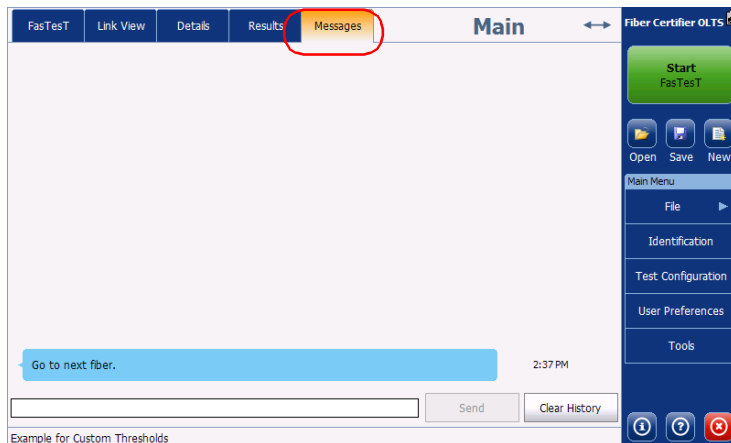 FasTesT
Link View
Details
Results
Messages
Main
Fiber Certifier OLTS
Start
FasTesT
Open
Save
New
Main Menu
File
Identification
Test Configuration
User Preferences
Tools
Go to next fiber.
2:37 PM
Send
Clear History
Example for Custom Thresholds